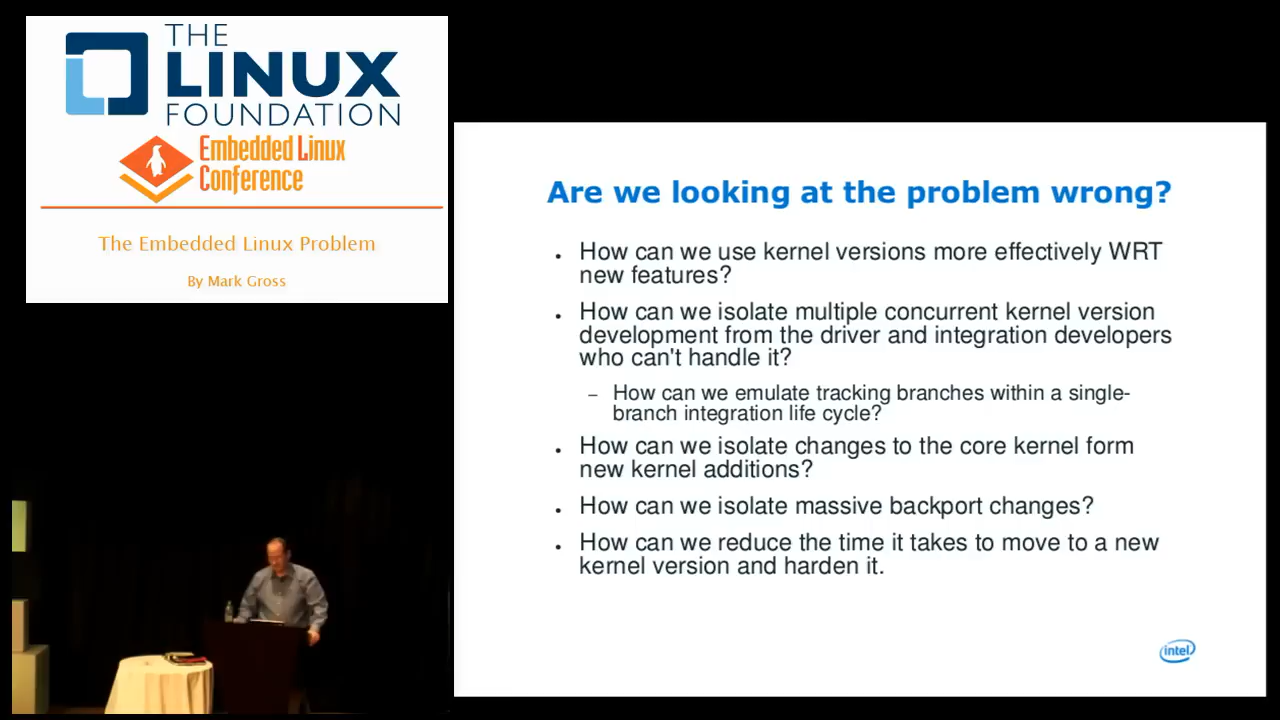 THE
LINUX
FOUNDATION
Embedded Linux
Conference
The Embedded Linux Problem
By Mark Gross
Are we looking at the problem wrong?
• How can we use kernel versions more effectively WRT
new features?
• How can we isolate multiple concurrent kernel version
development from the driver and integration developers
who can't handle it?
– How can we emulate tracking branches within a single-
branch integration life cycle?
• How can we isolate changes to the core kernel form
new kernel additions?
• How can we isolate massive backport changes?
• How can we reduce the time it takes to move to a new
kernel version and harden it.
intel